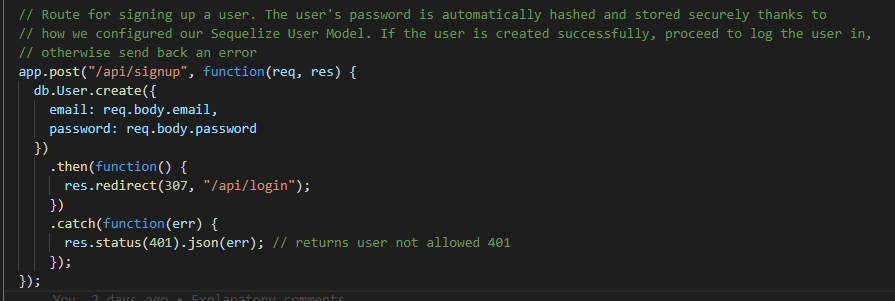 // Route for signing up a user. The user's password is automatically hashed and stored securely thanks to
// how we configured our Sequelize User Model. If the user is created successfully, proceed to log the user in,
// otherwise send back an error
app.post("/api/signup", function(req, res) {
  db.User.create({
    email: req.body.email,
    password: req.body.password
  })
    .then(function() {
      res.redirect(307, "/api/login");
    })
    .catch(function(err) {
      res.status(401).json(err); // returns user not allowed 401
    });
});
You, 2 days ago • Explanatory comments